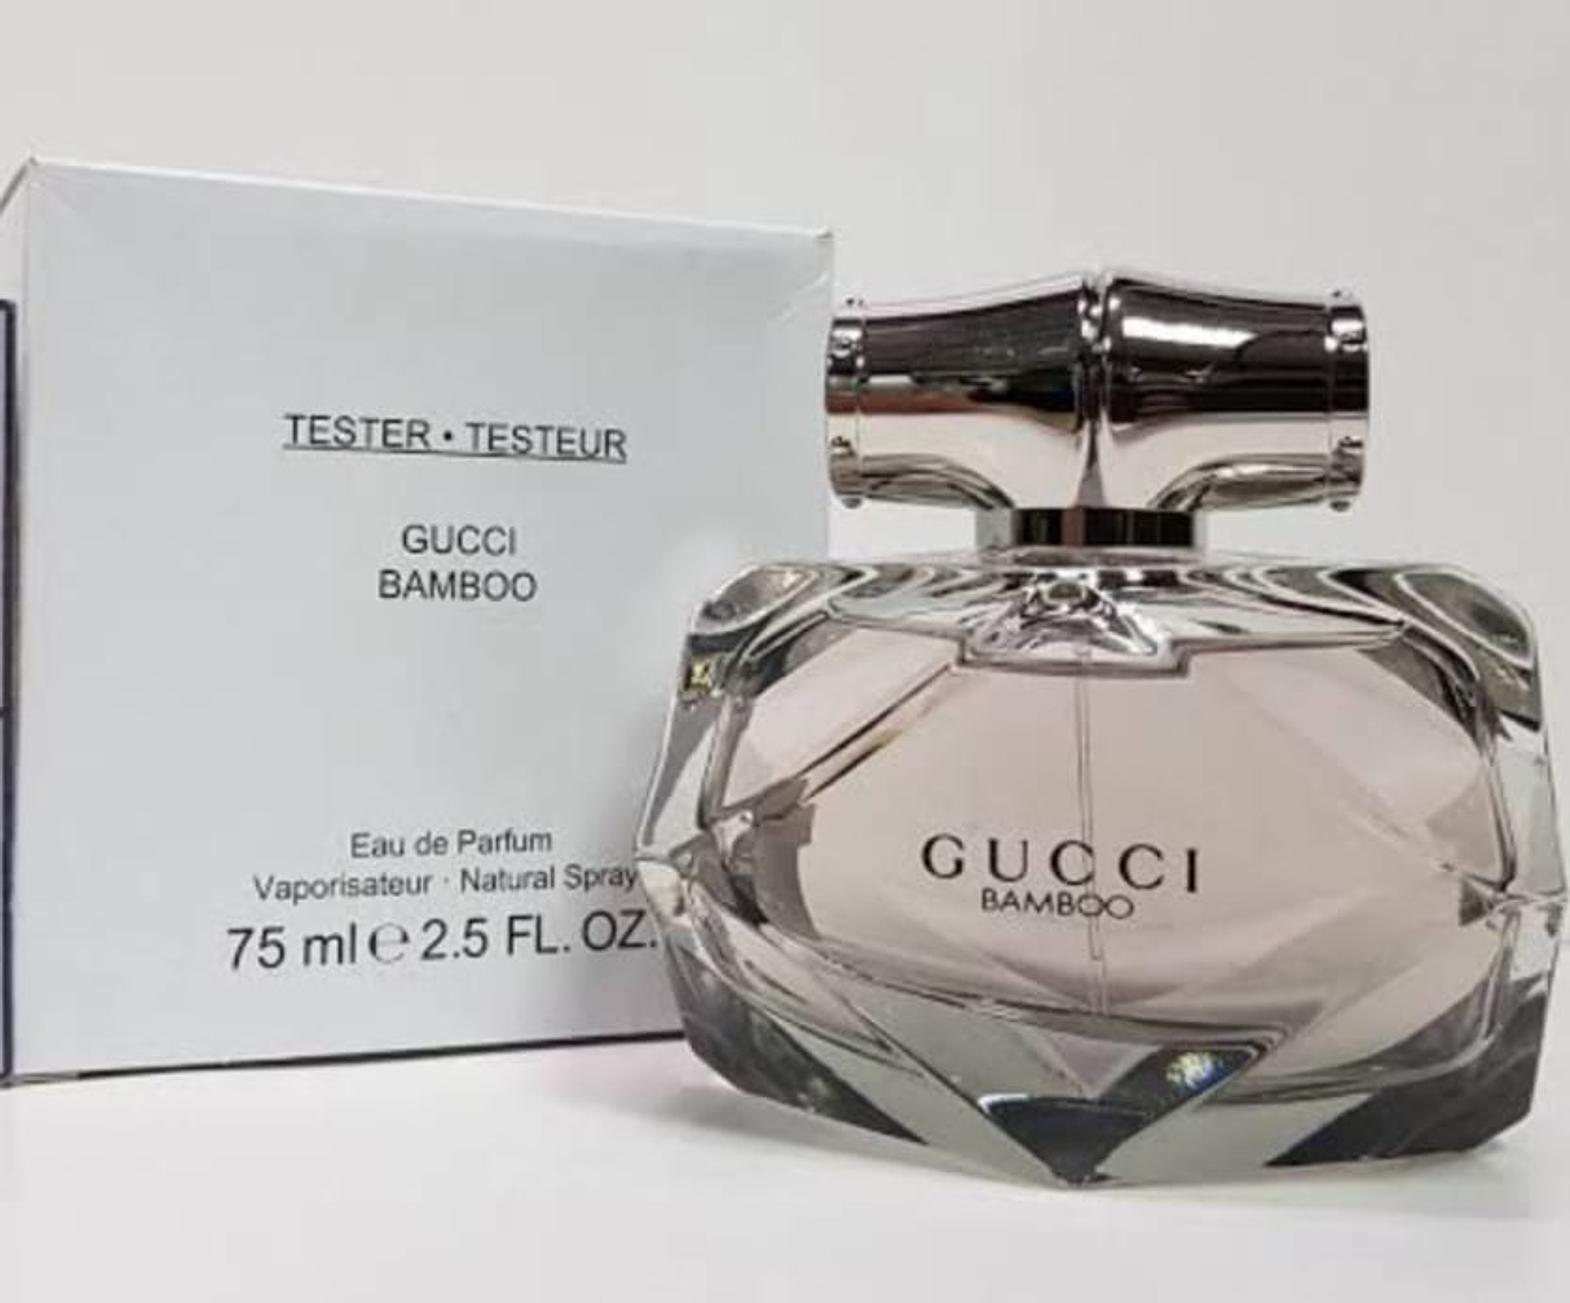 TESTER • TESTEUR
GUCCI
BAMBOO
Eau de Parfum
Vaporisateur · Natural Spray
75 ml ℮ 2.5 FL. OZ.
GUCCI
BAMBOO